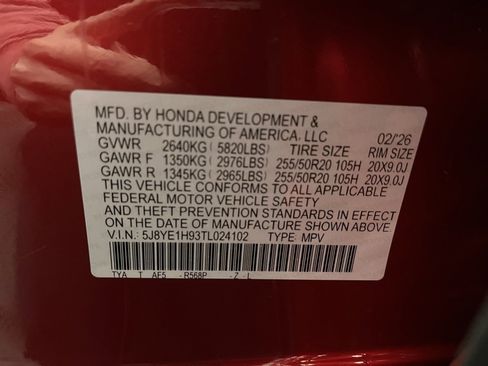 MFD. BY HONDA DEVELOPMENT &
MANUFACTURING OF AMERICA, LLC 02/26
GVWR 2640KG ( 5820LBS) TIRE SIZE RIM SIZE
GAWR F 1350KG ( 2976LBS) 255/50R20 105H 20X9.0J
GAWR R 1345KG ( 2965LBS) 255/50R20 105H 20X9.0J
THIS VEHICLE CONFORMS TO ALL APPLICABLE
FEDERAL MOTOR VEHICLE SAFETY
AND THEFT PREVENTION STANDARDS IN EFFECT
ON THE DATE OF MANUFACTURE SHOWN ABOVE.
V.I.N.: 5J8YE1H93TL024102 TYPE: MPV
TYA T AF5 - R568P - Z - L